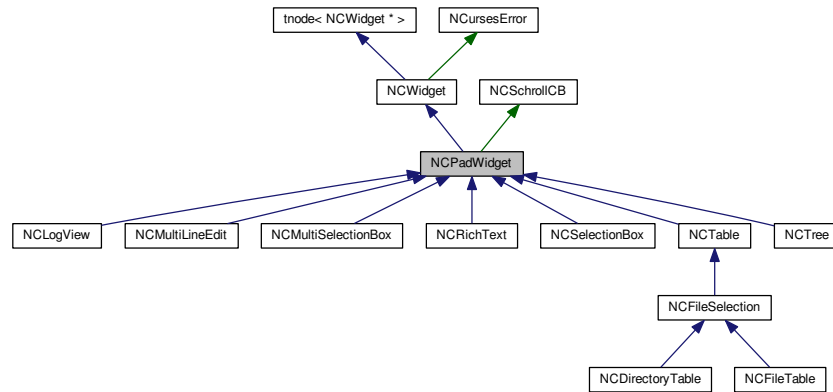 tnode< NCWidget * >
NCursesError
NCWidget
NCSchrollCB
NCPadWidget
NCLogView
NCMultiLineEdit
NCMultiSelectionBox
NCRichText
NCSelectionBox
NCTable
NCTree
NCFileSelection
NCDirectoryTable
NCFileTable